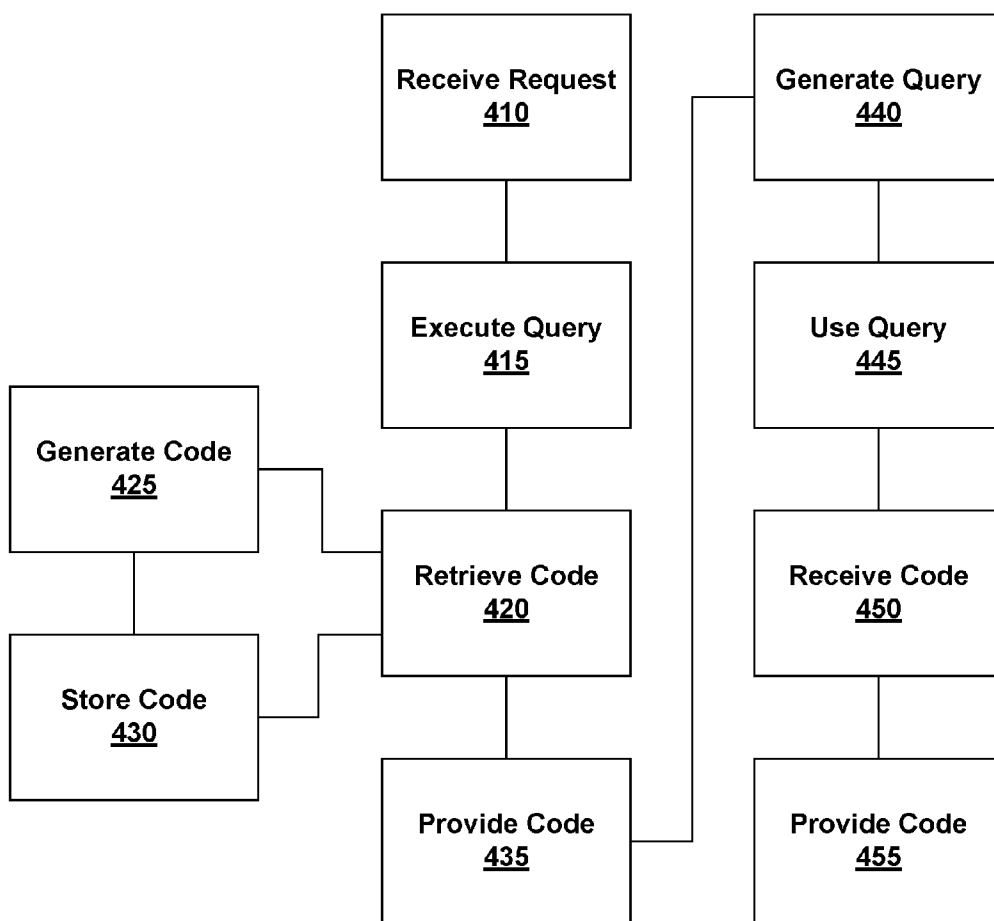 Receive Request
410
Execute Query
415
Generate Code
425
Retrieve Code
420
Store Code
430
Provide Code
435
Generate Query
440
Use Query
445
Receive Code
450
Provide Code
455